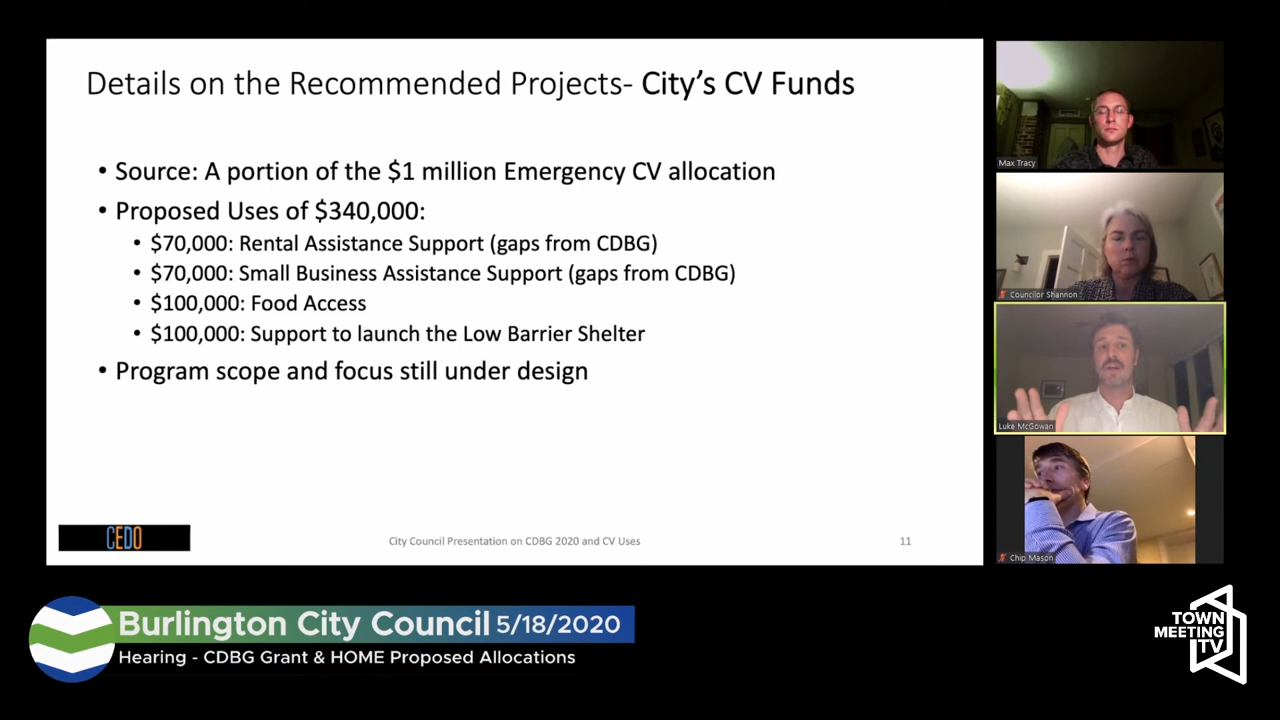 Details on the Recommended Projects- City's CV Funds
• Source: A portion of the $1 million Emergency CV allocation
• Proposed Uses of $340,000:
• $70,000: Rental Assistance Support (gaps from CDBG)
• $70,000: Small Business Assistance Support (gaps from CDBG)
• $100,000: Food Access
• $100,000: Support to launch the Low Barrier Shelter
• Program scope and focus still under design
CEDO
City Council Presentation on CDBG 2020 and CV Uses
11
Max Tracy
Councilor Shannon
Luke McGowan
Chip Mason
Burlington City Council 5/18/2020
Hearing - CDBG Grant & HOME Proposed Allocations
TOWN
MEETING
TV